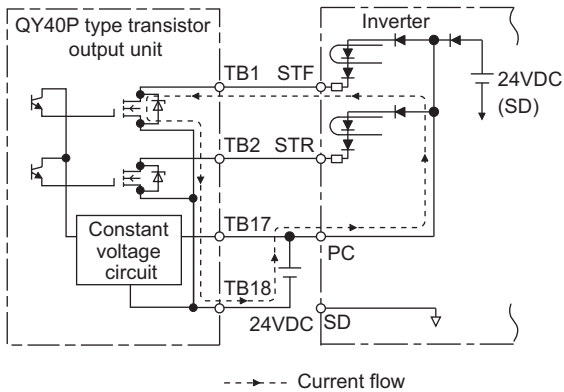 QY40P type transistor
output unit
Inverter
TB1 STF
24VDC
(SD)
TB2 STR
TB17
Constant
voltage
circuit
PC
TB18
24VDC SD
Current flow